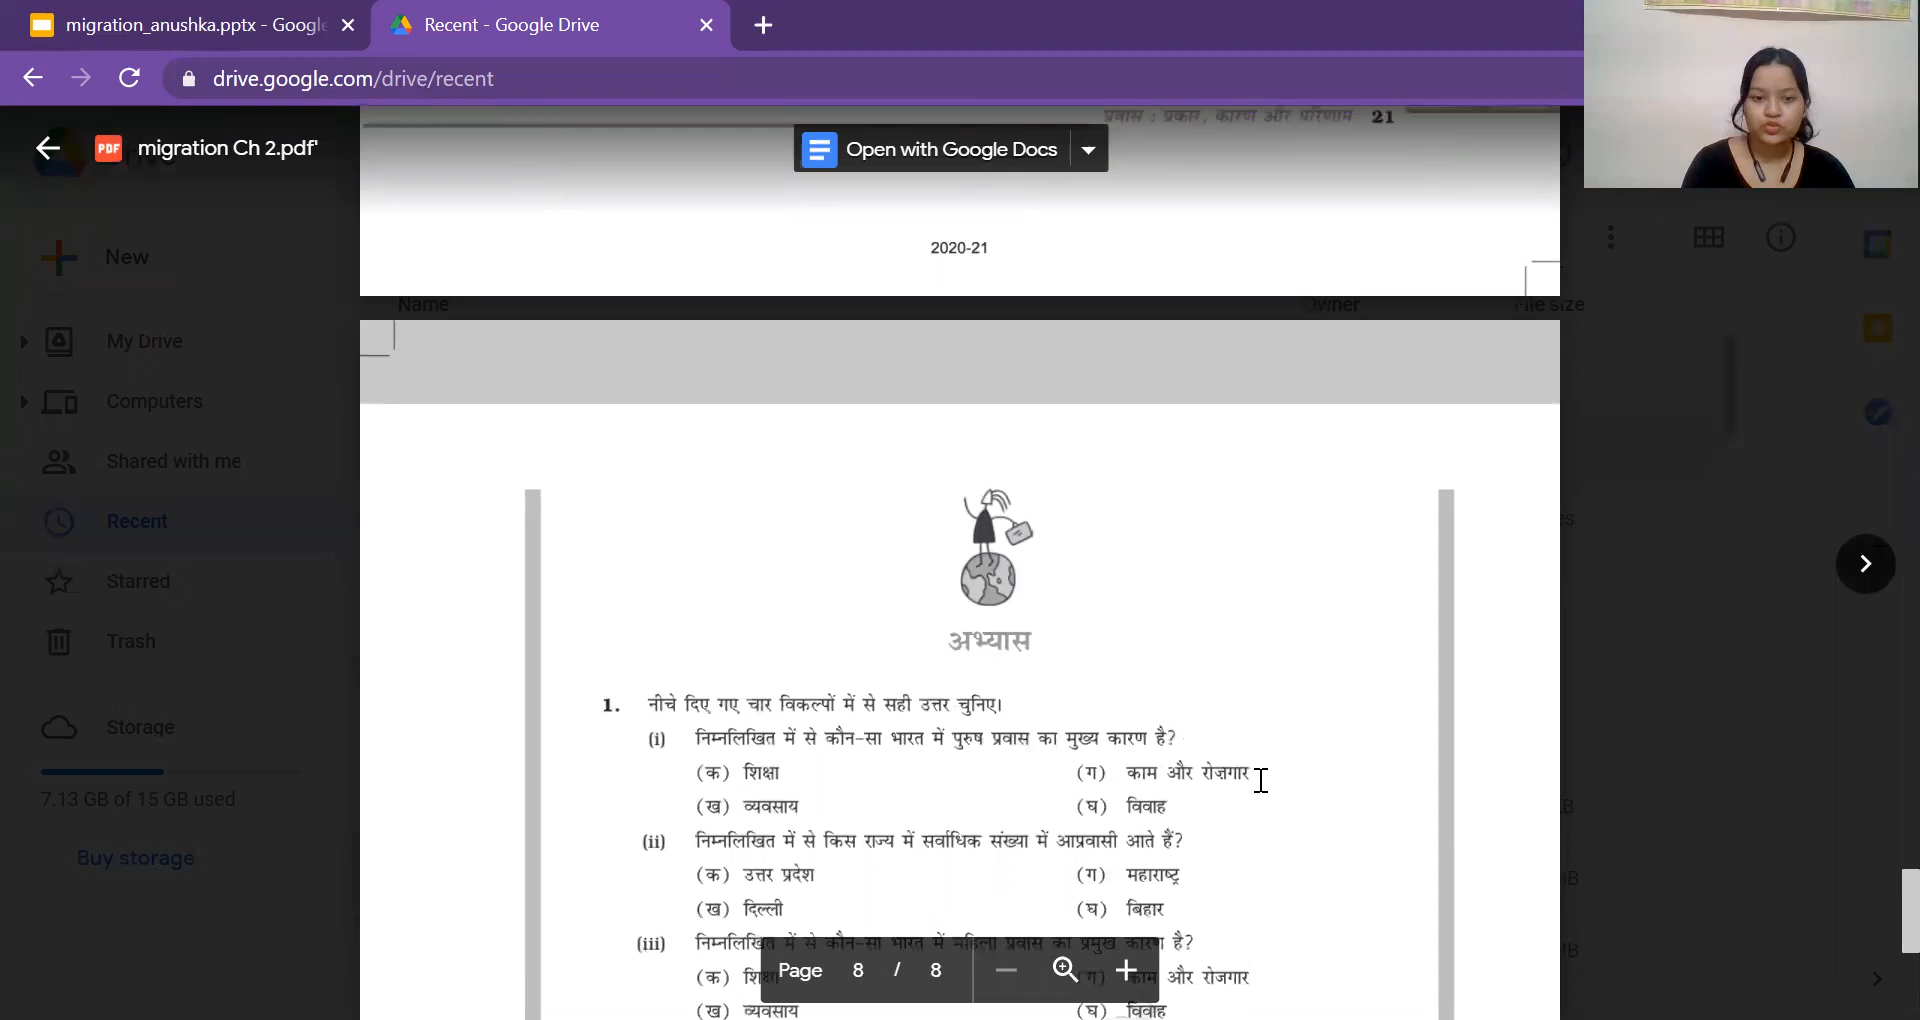 migration_anushka.pptx - Google
Recent - Google Drive
drive.google.com/drive/recent
प्रवास : प्रकार, कारण और परिणाम 21
PDF migration Ch 2.pdf'
Open with Google Docs
2020-21
New
Name
Owner
File size
My Drive
Computers
Shared with me
Recent
Starred
Trash
Storage
7.13 GB of 15 GB used
Buy storage
अभ्यास
1. नीचे दिए गए चार विकल्पों में से सही उत्तर चुनिए।
(i) निम्नलिखित में से कौन-सा भारत में पुरुष प्रवास का मुख्य कारण है?
(क) शिक्षा (ग) काम और रोज़गार
(ख) व्यवसाय (घ) विवाह
(ii) निम्नलिखित में से किस राज्य में सर्वाधिक संख्या में आप्रवासी आते हैं?
(क) उत्तर प्रदेश (ग) महाराष्ट्र
(ख) दिल्ली (घ) बिहार
(iii) निम्नलिखित में से कौन-सा भारत में महिला प्रवास का प्रमुख कारण है?
(क) शिक्षा (ग) काम और रोजगार
(ख) व्यवसाय (घ) विवाह
Page 8 / 8